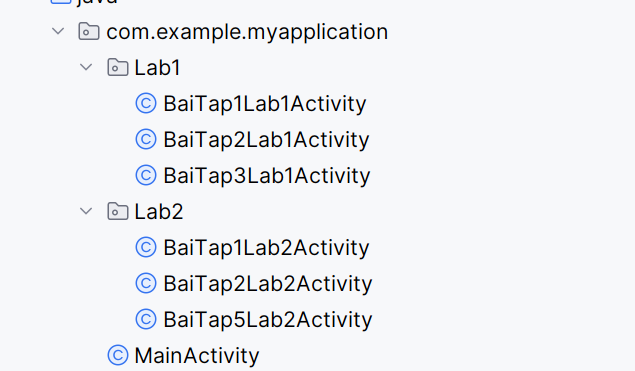 java
com.example.myapplication
Lab1
BaiTap1Lab1Activity
BaiTap2Lab1Activity
BaiTap3Lab1Activity
Lab2
BaiTap1Lab2Activity
BaiTap2Lab2Activity
BaiTap5Lab2Activity
MainActivity